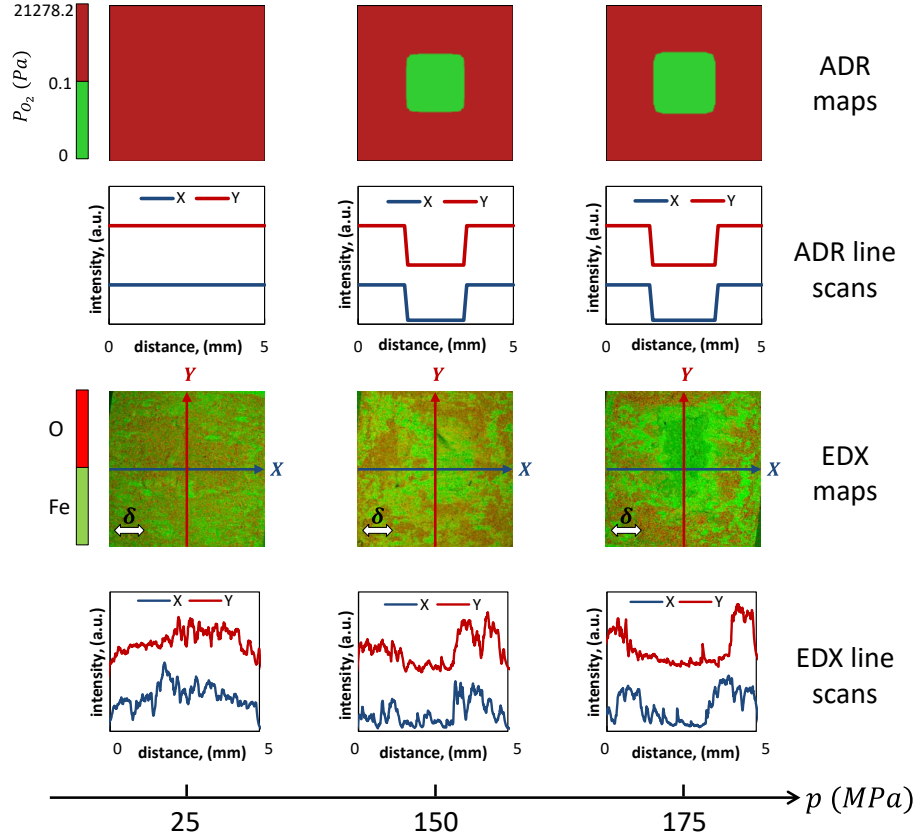 21278.2
0.1
0
P_{O_2} (Pa)
ADR
maps
X Y
intensity, (a.u.)
0 distance, (mm) 5
X Y
intensity, (a.u.)
0 distance, (mm) 5
X Y
intensity, (a.u.)
0 distance, (mm) 5
ADR line
scans
O
Fe
Y
X
δ
Y
X
δ
Y
X
δ
EDX
maps
X Y
intensity, (a.u.)
0 distance, (mm) 5
X Y
intensity, (a.u.)
0 distance, (mm) 5
X Y
intensity, (a.u.)
0 distance, (mm) 5
EDX line
scans
25 150 175 p (MPa)